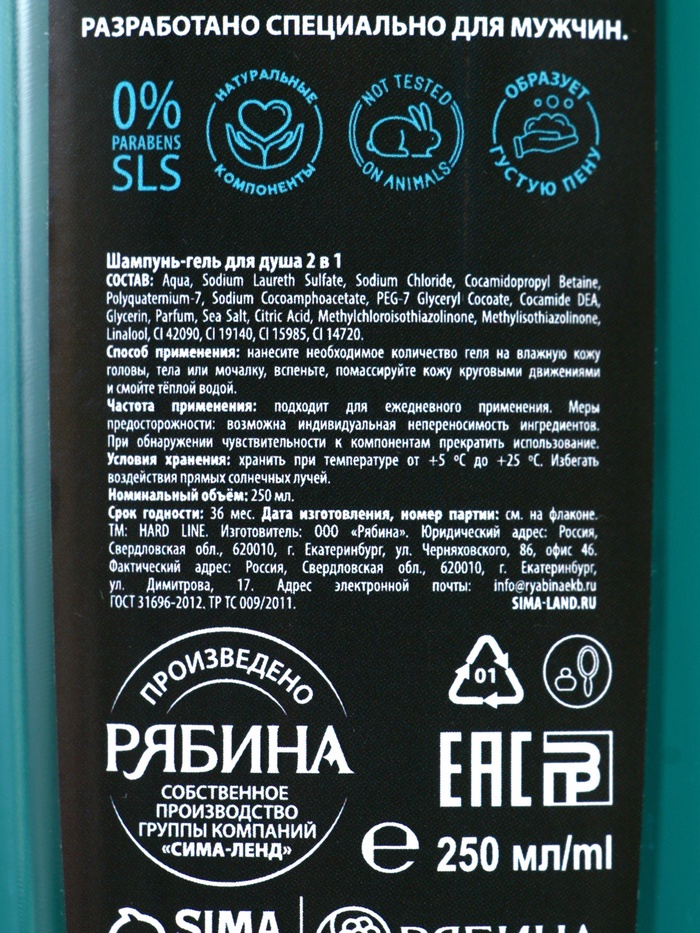 РАЗРАБОТАНО СПЕЦИАЛЬНО ДЛЯ МУЖЧИН.
0%
PARABENS
SLS
НАТУРАЛЬНЫЕ
КОМПОНЕНТЫ
NOT TESTED
ON ANIMALS
ОБРАЗУЕТ
ГУСТУЮ ПЕНУ
Шампунь-гель для душа 2 в 1
СОСТАВ: Aqua, Sodium Laureth Sulfate, Sodium Chloride, Cocamidopropyl Betaine,
Polyquaternium-7, Sodium Cocoamphoacetate, PEG-7 Glyceryl Cocoate, Cocamide DEA,
Glycerin, Parfum, Sea Salt, Citric Acid, Methylchloroisothiazolinone, Methylisothiazolinone,
Linalool, CI 42090, CI 19140, CI 15985, CI 14720.
Способ применения: нанесите необходимое количество геля на влажную кожу
головы, тела или мочалку, вспеньте, помассируйте кожу круговыми движениями
и смойте тёплой водой.
Частота применения: подходит для ежедневного применения. Меры
предосторожности: возможна индивидуальная непереносимость ингредиентов.
При обнаружении чувствительности к компонентам прекратить использование.
Условия хранения: хранить при температуре от +5 °C до +25 °C. Избегать
воздействия прямых солнечных лучей.
Номинальный объём: 250 мл.
Срок годности: 36 мес. Дата изготовления, номер партии: см. на флаконе.
ТМ: HARD LINE. Изготовитель: ООО «Рябина». Юридический адрес: Россия,
Свердловская обл., 620010, г. Екатеринбург, ул. Черняховского, 86, офис 46.
Фактический адрес: Россия, Свердловская обл., 620010, г. Екатеринбург,
ул. Димитрова, 17. Адрес электронной почты: info@ryabinaekb.ru
ГОСТ 31696-2012. ТР ТС 009/2011. SIMA-LAND.RU
ПРОИЗВЕДЕНО
РЯБИНА
СОБСТВЕННОЕ
ПРОИЗВОДСТВО
ГРУППЫ КОМПАНИЙ
«СИМА-ЛЕНД»
01
EAC
℮ 250 мл/ml
SIMA
РЯБИНА